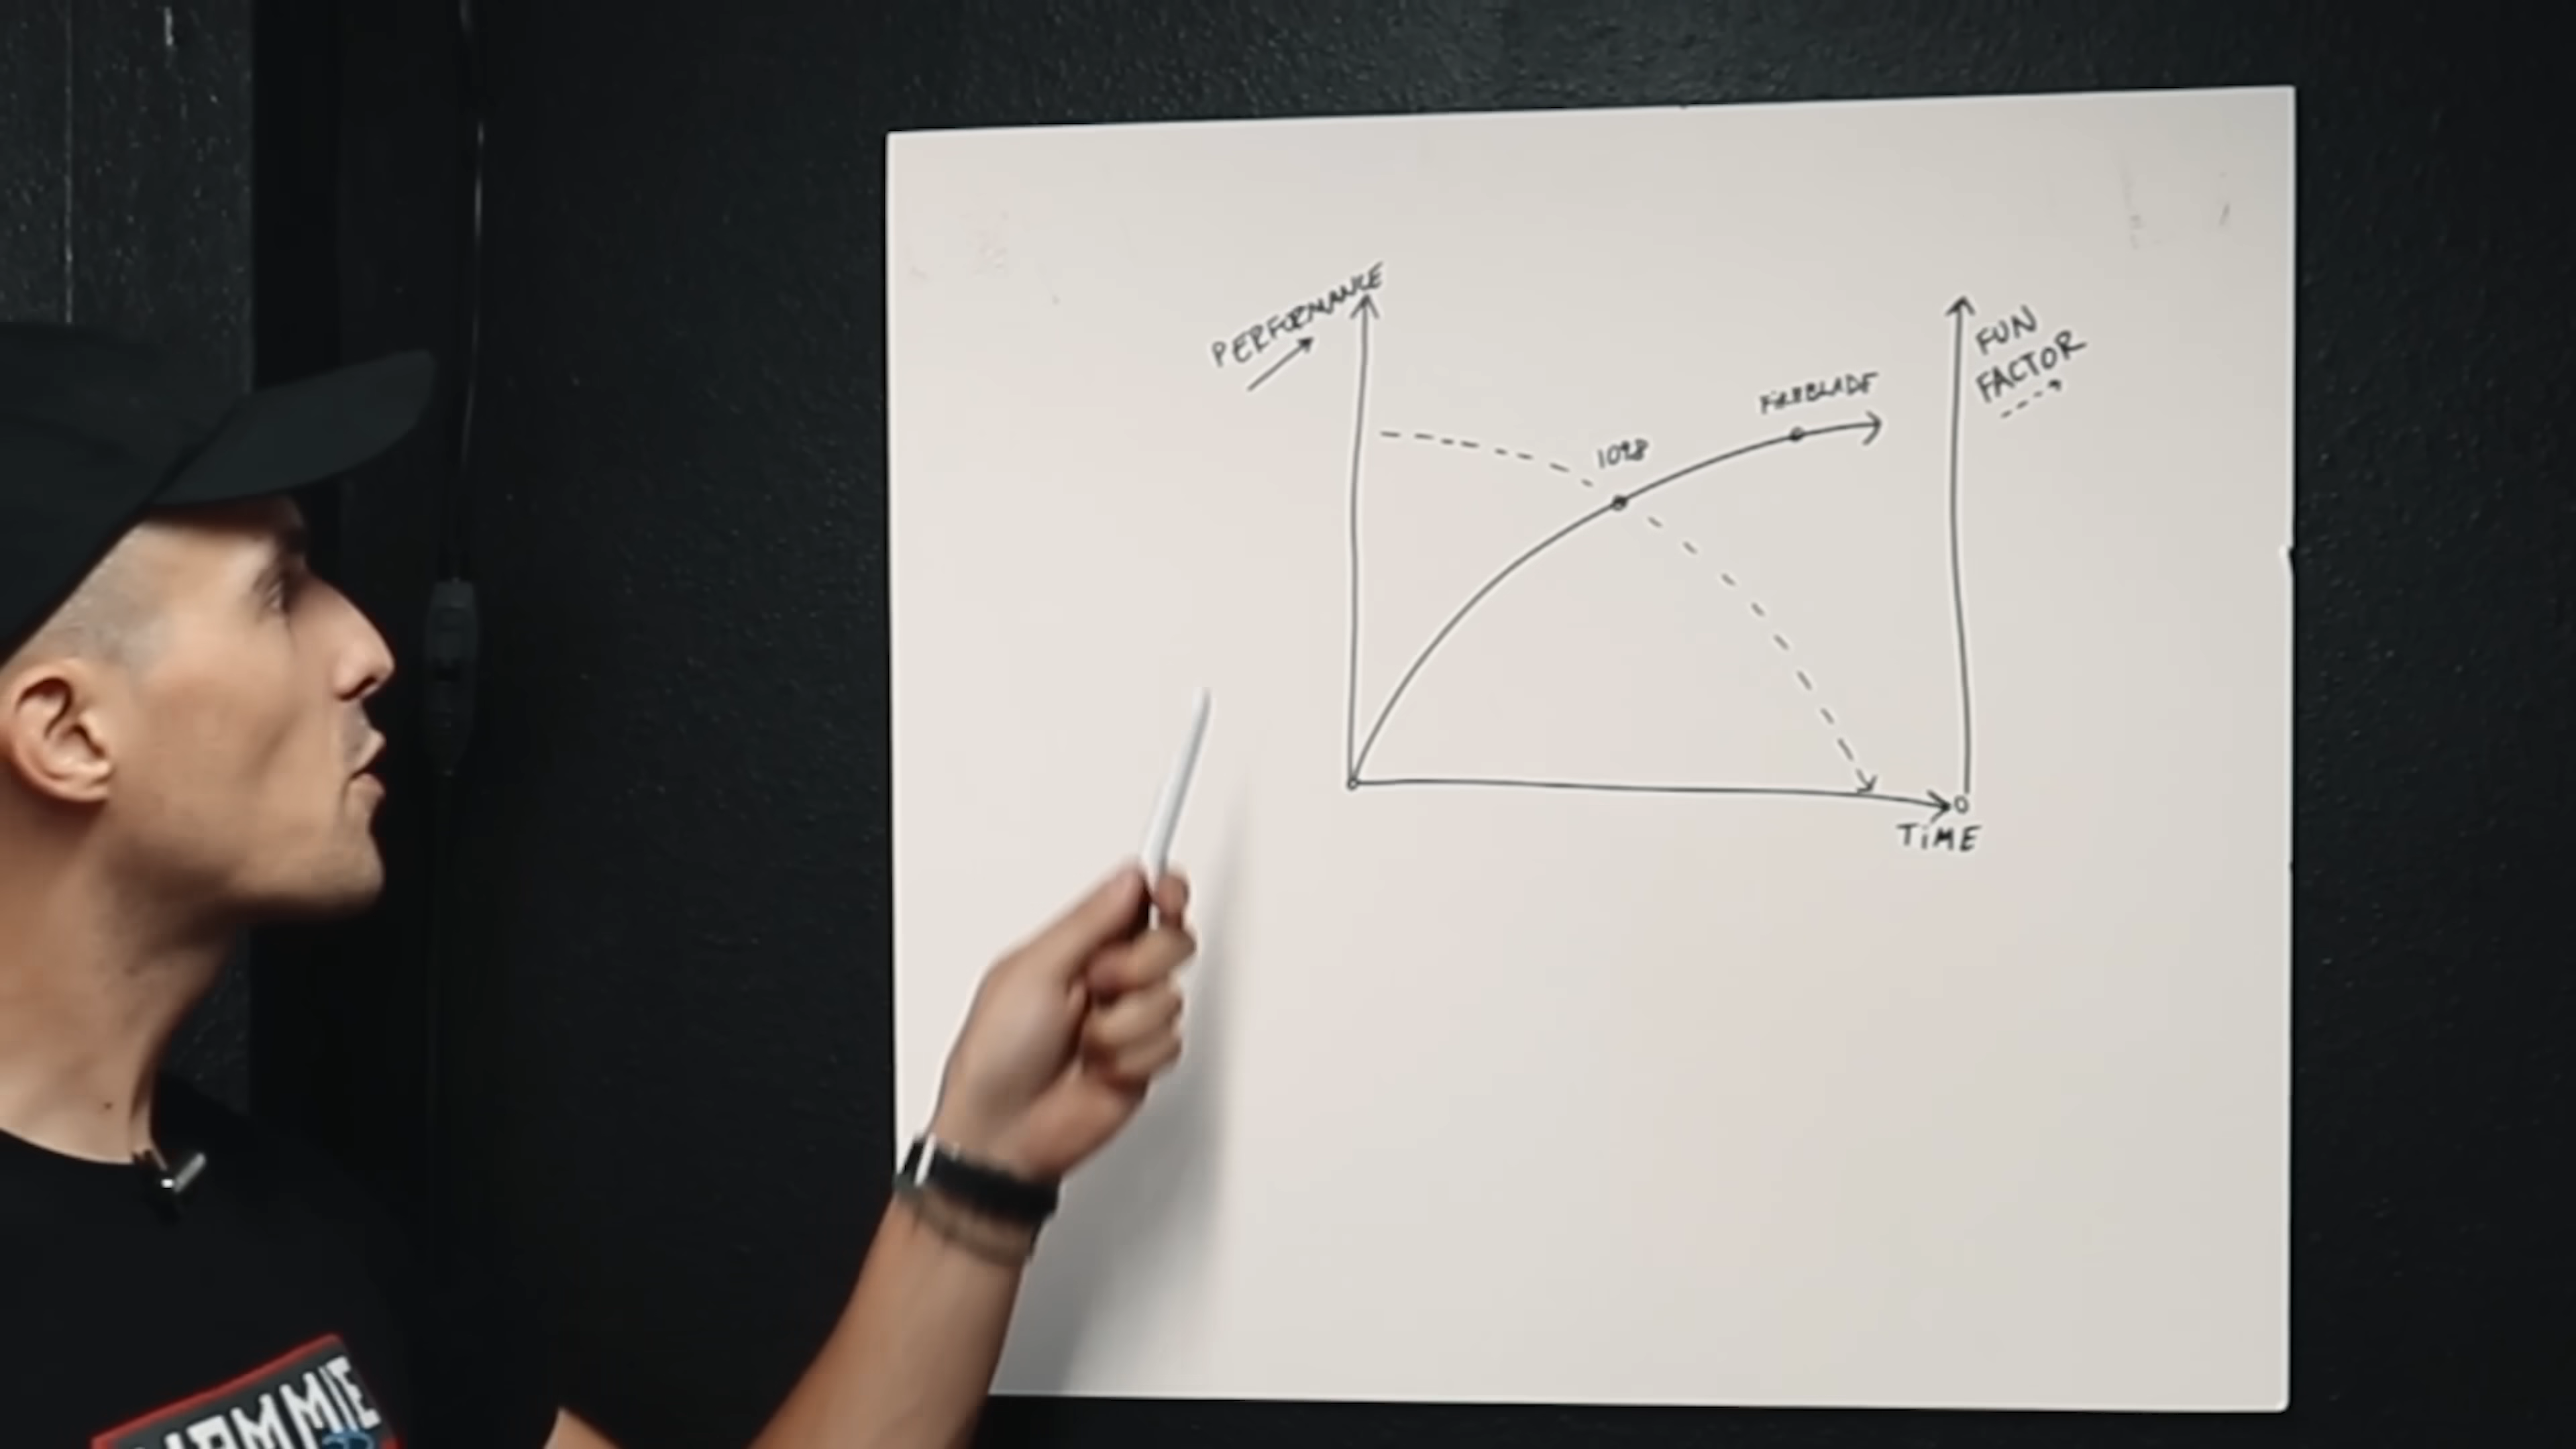 PERFORMANCE
FUN
FACTOR
FIREBLADE
1098
TiME